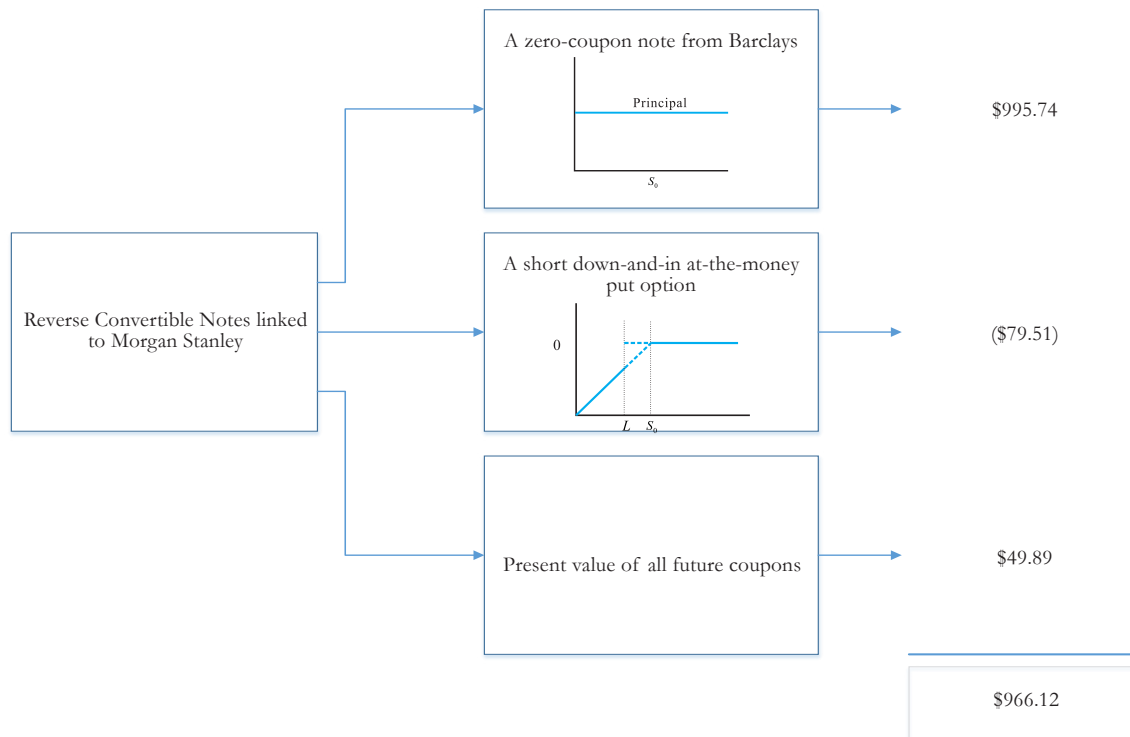 A zero-coupon note from Barclays
Principal
S₀
$995.74
Reverse Convertible Notes linked
to Morgan Stanley
A short down-and-in at-the-money
put option
0
L S₀
($79.51)
Present value of all future coupons
$49.89
$966.12